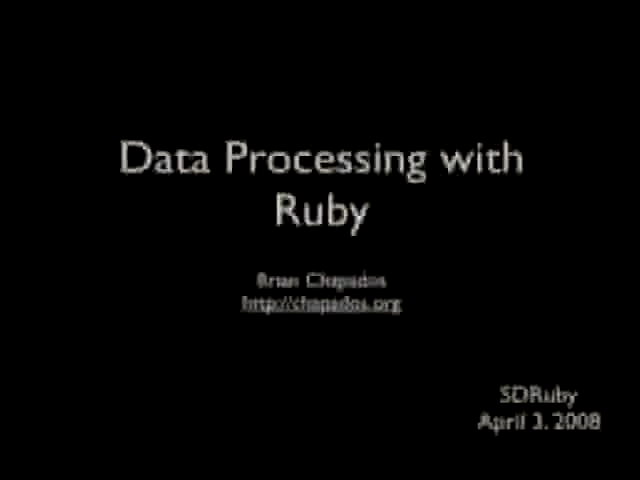 Data Processing with
Ruby
Brian Chapados
http://chapados.org
SDRuby
April 3, 2008